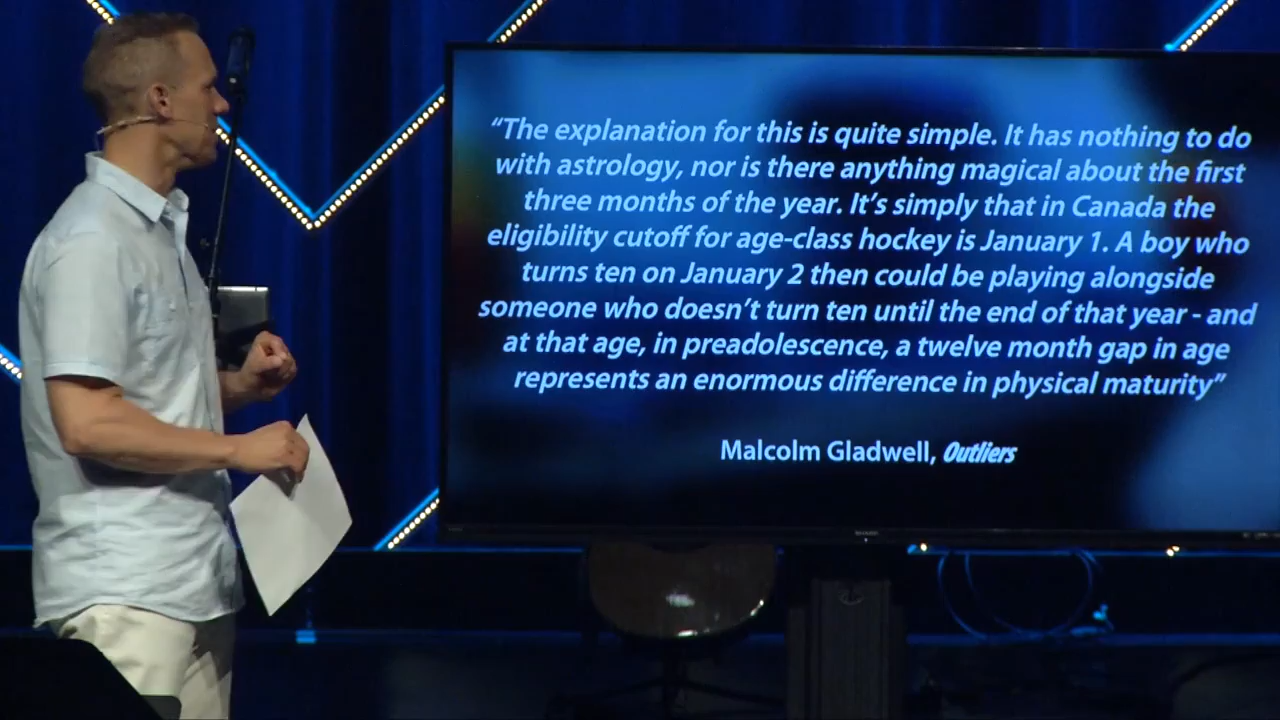 “The explanation for this is quite simple. It has nothing to do
with astrology, nor is there anything magical about the first
three months of the year. It’s simply that in Canada the
eligibility cutoff for age-class hockey is January 1. A boy who
turns ten on January 2 then could be playing alongside
someone who doesn’t turn ten until the end of that year - and
at that age, in preadolescence, a twelve month gap in age
represents an enormous difference in physical maturity”
Malcolm Gladwell, Outliers
SHARP